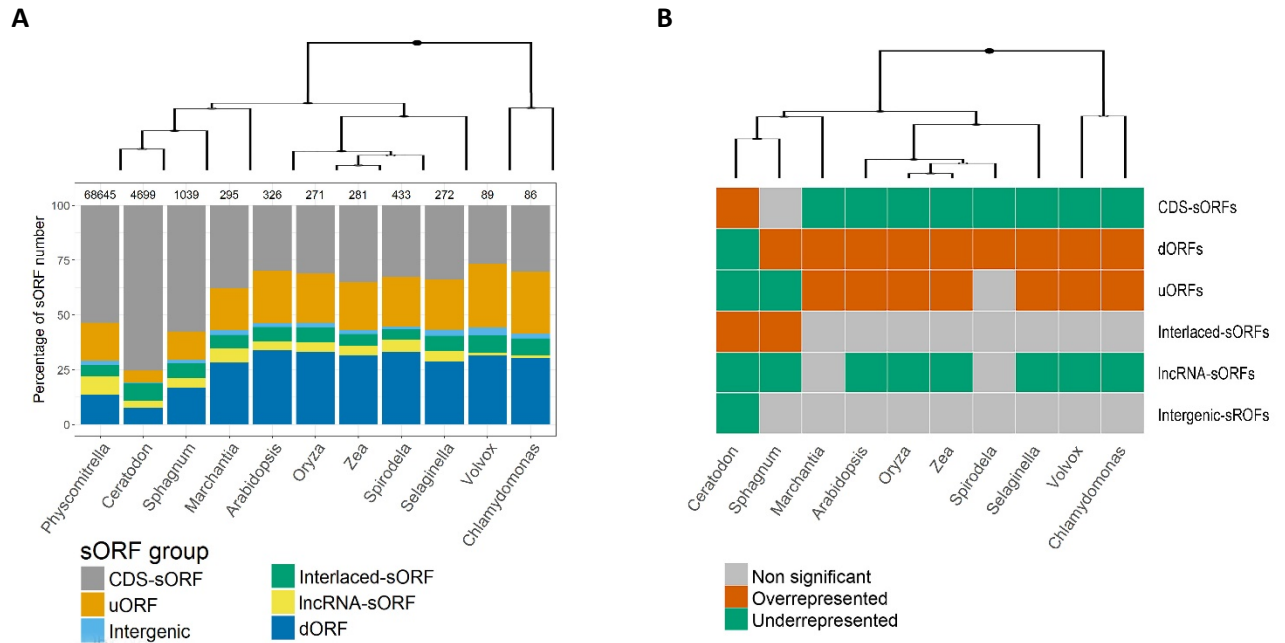 A
B
68645 4699 1039 295 326 271 281 433 272 89 86
100
75
50
25
0
Percentage of sORF number
Physcomitrella
Ceratodon
Sphagnum
Marchantia
Arabidopsis
Oryza
Zea
Spirodela
Selaginella
Volvox
Chlamydomonas
sORF group
CDS-sORF
uORF
Intergenic
Interlaced-sORF
lncRNA-sORF
dORF
CDS-sORFs
dORFs
uORFs
Interlaced-sORFs
lncRNA-sORFs
Intergenic-sROFs
Ceratodon
Sphagnum
Marchantia
Arabidopsis
Oryza
Zea
Spirodela
Selaginella
Volvox
Chlamydomonas
Non significant
Overrepresented
Underrepresented